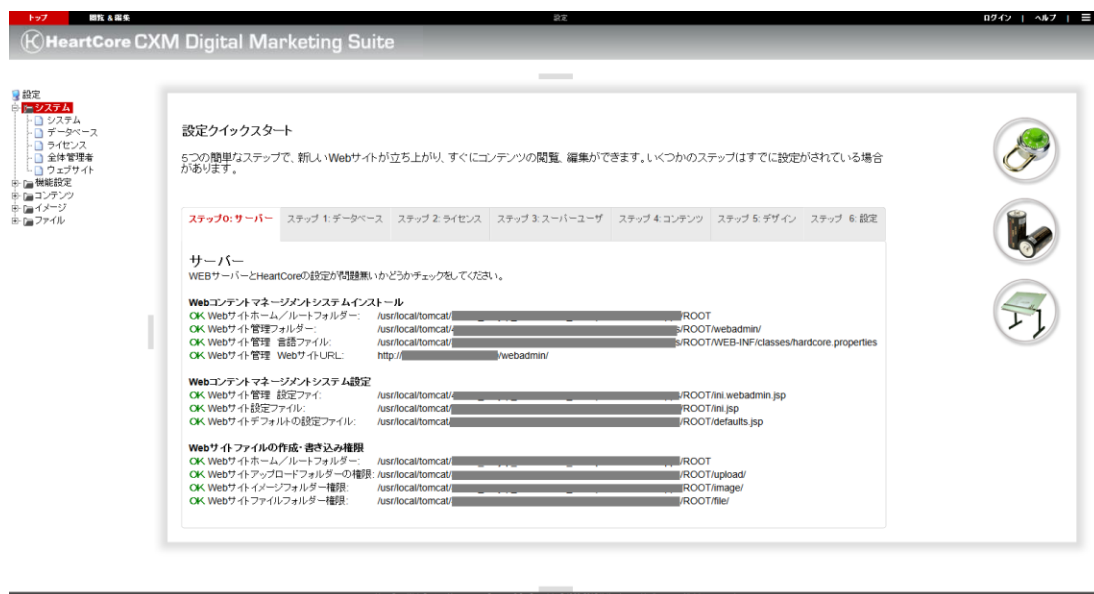 トップ 閲覧 & 編集 設定 ログイン | ヘルプ |
HeartCore CXM Digital Marketing Suite
設定
システム
システム
データベース
ライセンス
全体管理者
ウェブサイト
機能設定
コンテンツ
イメージ
ファイル
設定クイックスタート
5つの簡単なステップで、新しいWebサイトが立ち上がり、すぐにコンテンツの閲覧、編集ができます。いくつかのステップはすでに設定がされている場合
があります。
ステップ0: サーバー ステップ 1: データベース ステップ 2: ライセンス ステップ 3: スーパーユーザ ステップ 4: コンテンツ ステップ 5: デザイン ステップ 6: 設定
サーバー
WEBサーバーとHeartCoreの設定が問題無いかどうかチェックをしてください。
Webコンテントマネージメントシステムインストール
OK Webサイトホーム／ルートフォルダー: /usr/local/tomcat/ /ROOT
OK Webサイト管理フォルダー: /usr/local/tomcat/ s/ROOT/webadmin/
OK Webサイト管理 言語ファイル: /usr/local/tomcat/ s/ROOT/WEB-INF/classes/hardcore.properties
OK Webサイト管理 WebサイトURL: http:// /webadmin/
Webコンテントマネージメントシステム設定
OK Webサイト管理 設定ファイ: /usr/local/tomcat/ /ROOT/ini.webadmin.jsp
OK Webサイト設定ファイル: /usr/local/tomcat/ /ROOT/ini.jsp
OK Webサイトデフォルトの設定ファイル: /usr/local/tomcat/ /ROOT/defaults.jsp
Webサイトファイルの作成・書き込み権限
OK Webサイトホーム／ルートフォルダー: /usr/local/tomcat/ /ROOT
OK Webサイトアップロードフォルダーの権限: /usr/local/tomcat/ /ROOT/upload/
OK Webサイトイメージフォルダー権限: /usr/local/tomcat/ /ROOT/image/
OK Webサイトファイルフォルダー権限: /usr/local/tomcat/ /ROOT/file/